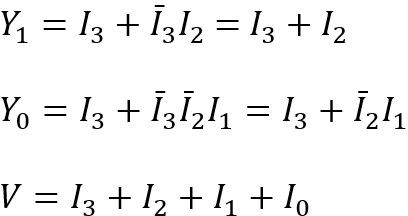 Y₁ = I₃ + Ī₃I₂ = I₃ + I₂
Y₀ = I₃ + Ī₃Ī₂I₁ = I₃ + Ī₂I₁
V = I₃ + I₂ + I₁ + I₀